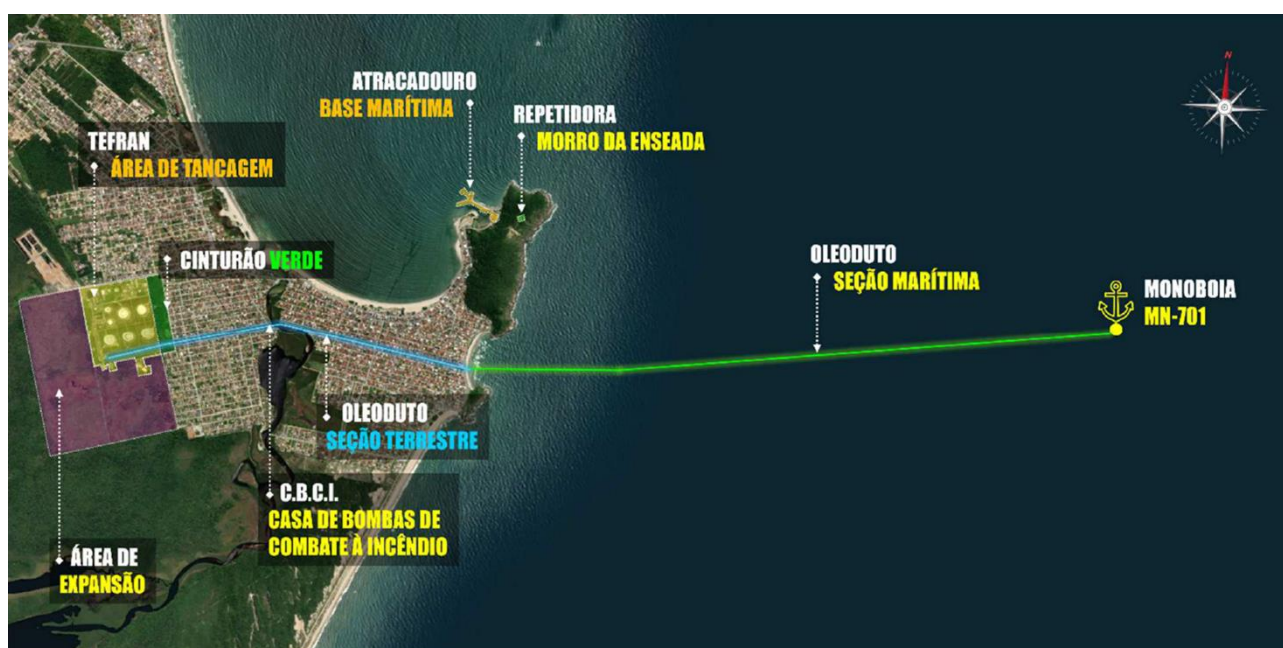 N
ATRACADOURO
BASE MARÍTIMA
REPETIDORA
MORRO DA ENSEADA
TEFRAN
ÁREA DE TANCAGEM
CINTURÃO VERDE
OLEODUTO
SEÇÃO MARÍTIMA
MONOBOIA
MN-701
OLEODUTO
SEÇÃO TERRESTRE
C.B.C.I.
CASA DE BOMBAS DE
COMBATE À INCÊNDIO
ÁREA DE
EXPANSÃO